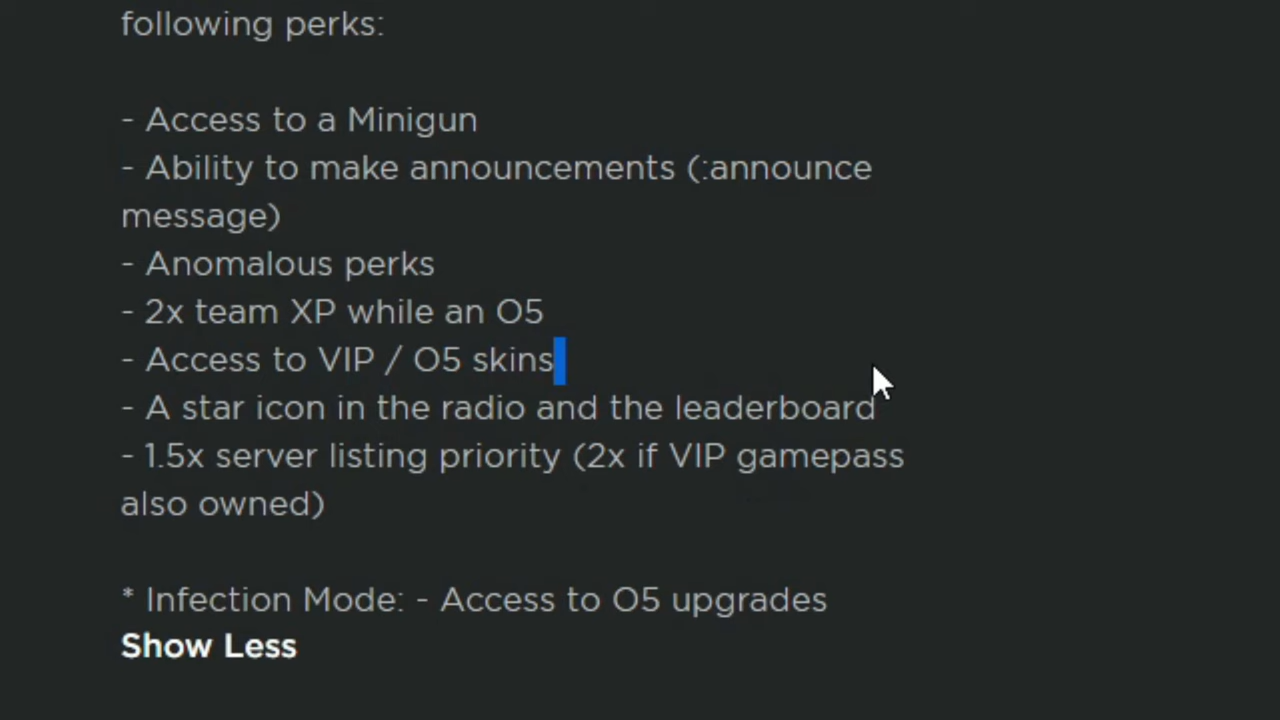 following perks:
- Access to a Minigun
- Ability to make announcements (:announce
message)
- Anomalous perks
- 2x team XP while an O5
- Access to VIP / O5 skins
- A star icon in the radio and the leaderboard
- 1.5x server listing priority (2x if VIP gamepass
also owned)
* Infection Mode: - Access to O5 upgrades
Show Less